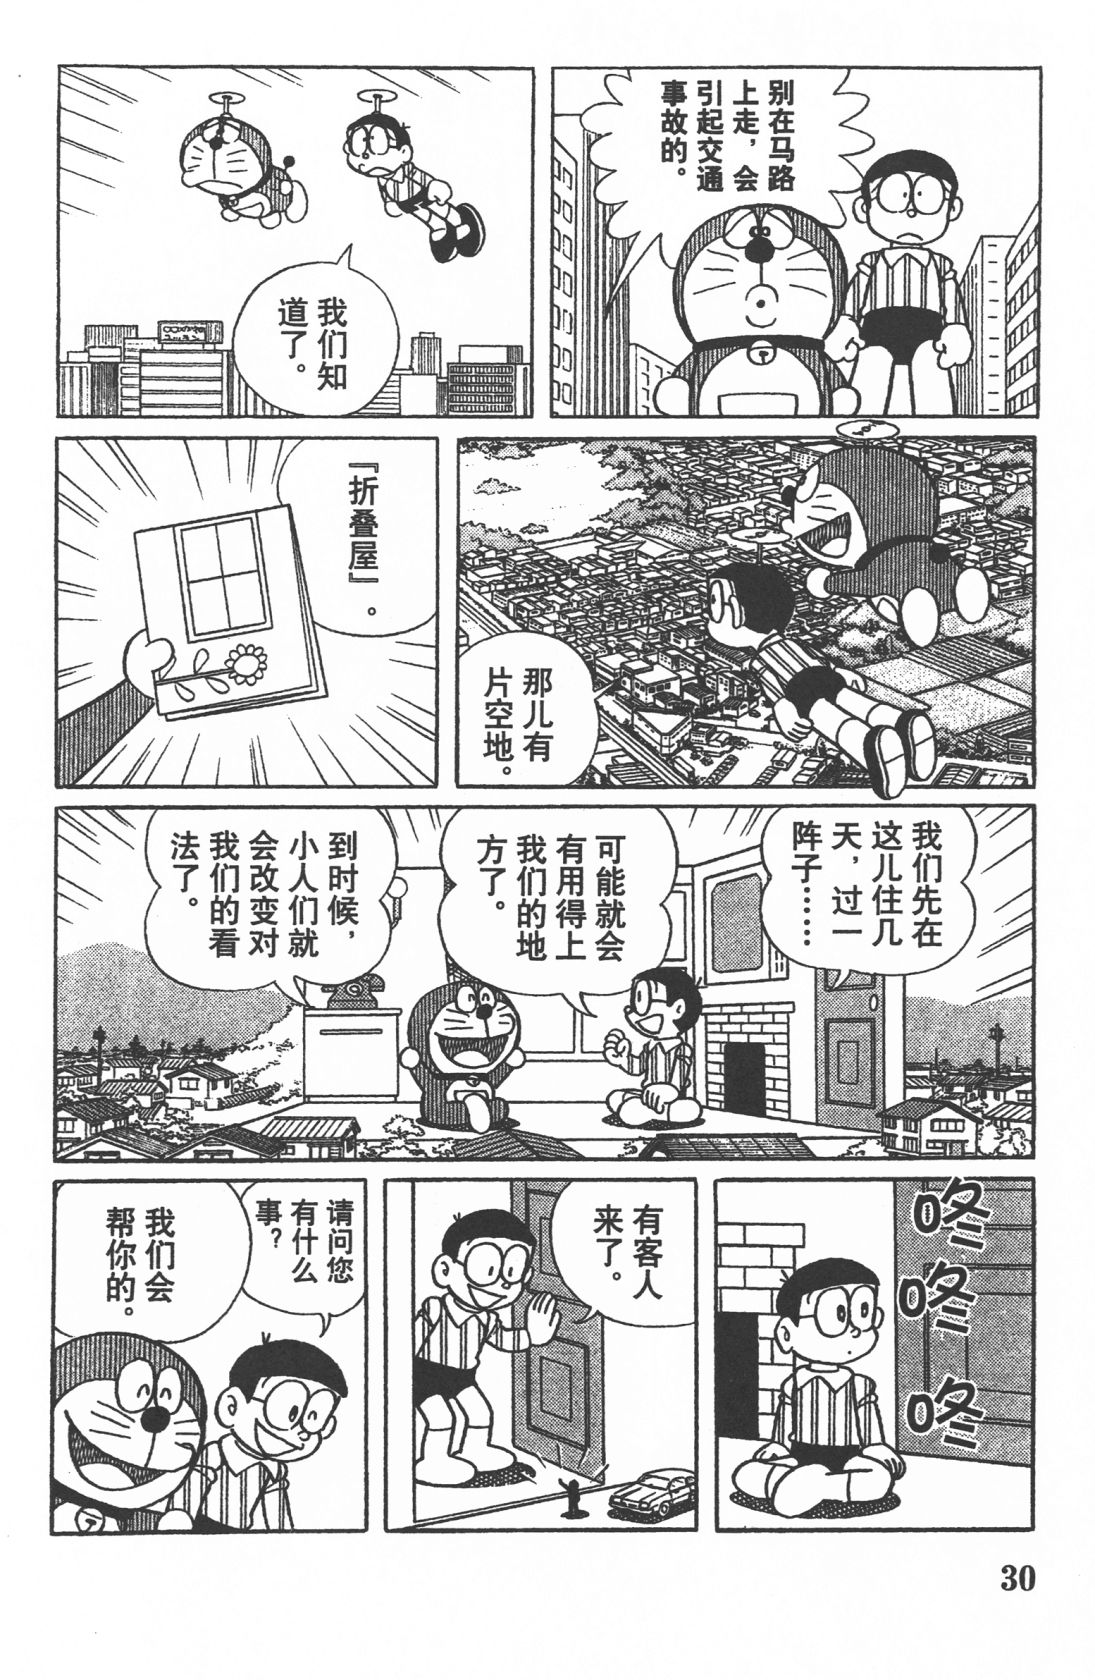 别在马路
上走，会
引起交通
事故的。
我们知
道了。
那儿有
片空地。
『折叠屋』。
我们先在
这儿住几
天，过一
阵子……
可能就会
有用得上
我们的地
方了。
到时候，
小人们就
会改变对
我们的看
法了。
咚
咚
咚
有客人
来了。
请问您
有什么
事？
我们会
帮你的。
30